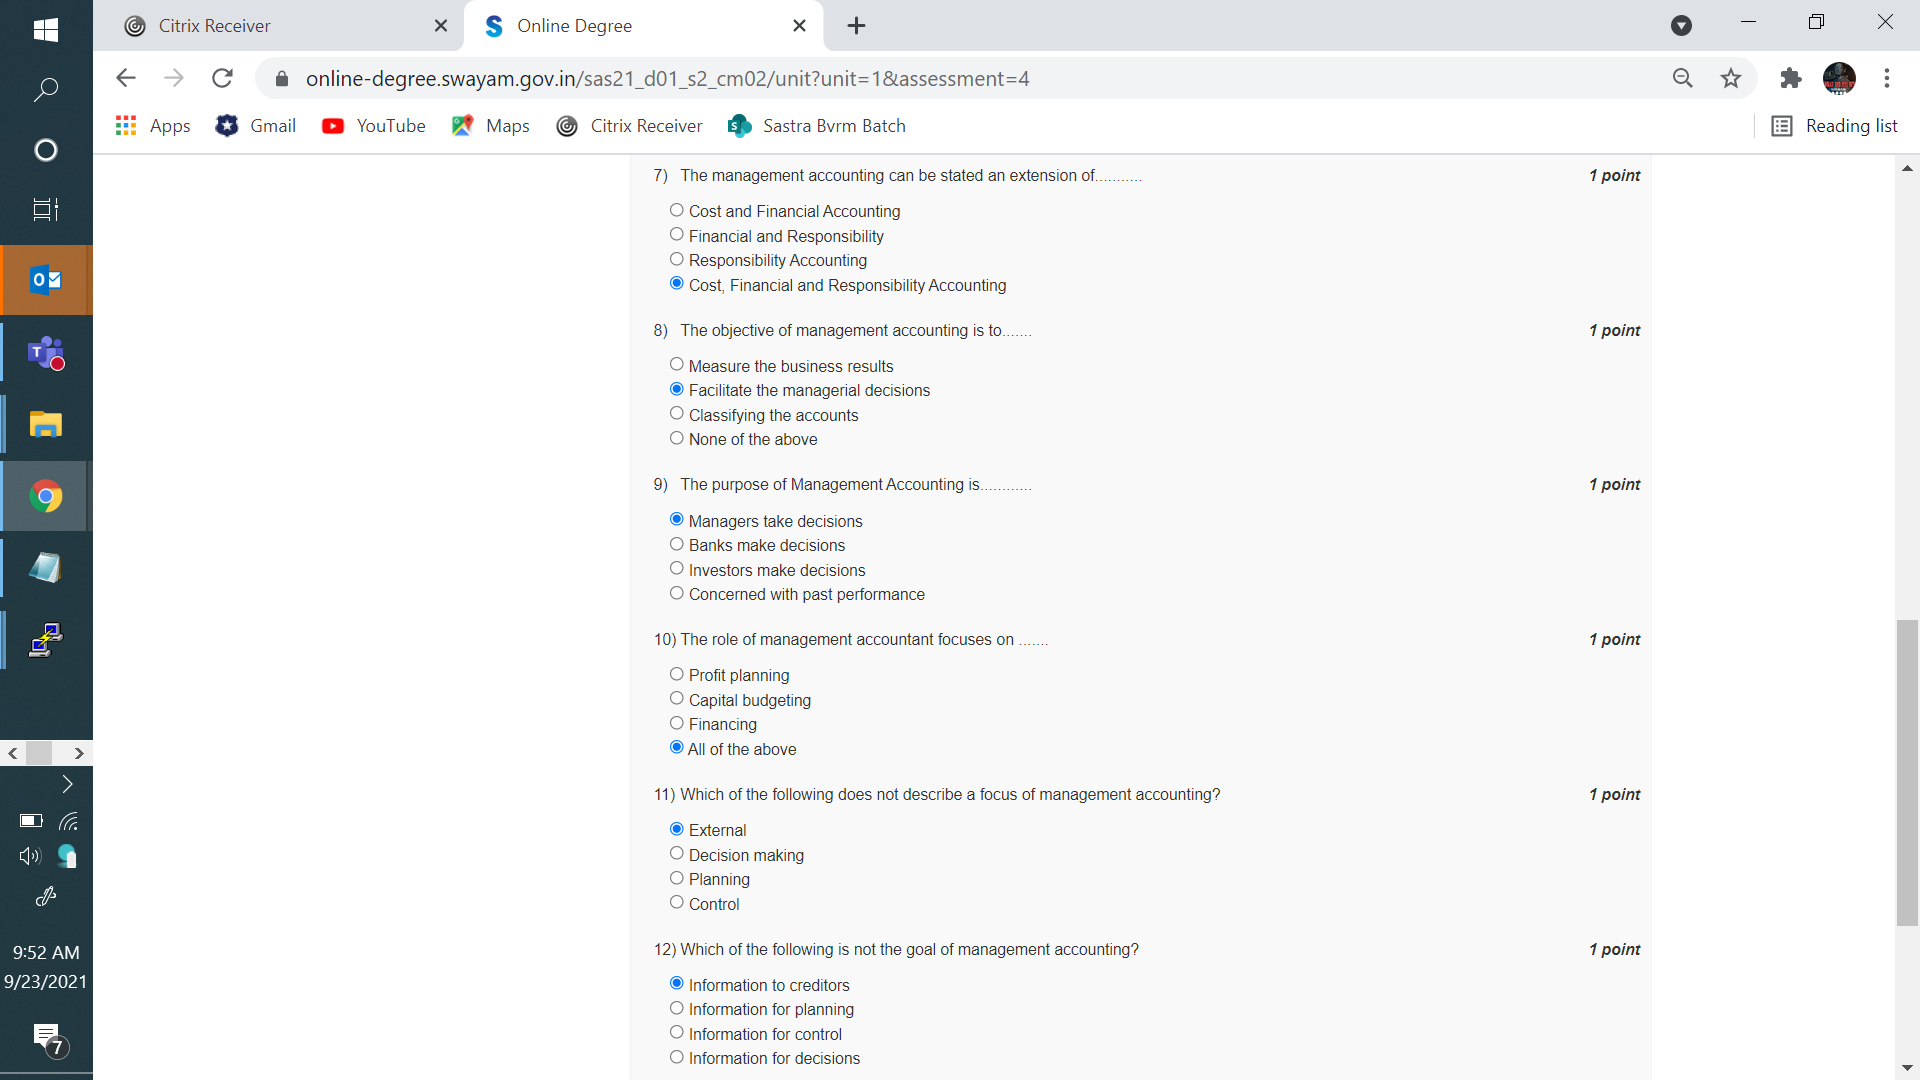 Citrix Receiver
Online Degree
online-degree.swayam.gov.in/sas21_d01_s2_cm02/unit?unit=1&assessment=4
Apps
Gmail
YouTube
Maps
Citrix Receiver
Sastra Bvrm Batch
Reading list
7) The management accounting can be stated an extension of........... 1 point
Cost and Financial Accounting
Financial and Responsibility
Responsibility Accounting
Cost, Financial and Responsibility Accounting
8) The objective of management accounting is to....... 1 point
Measure the business results
Facilitate the managerial decisions
Classifying the accounts
None of the above
9) The purpose of Management Accounting is............ 1 point
Managers take decisions
Banks make decisions
Investors make decisions
Concerned with past performance
10) The role of management accountant focuses on ....... 1 point
Profit planning
Capital budgeting
Financing
All of the above
11) Which of the following does not describe a focus of management accounting? 1 point
External
Decision making
Planning
Control
12) Which of the following is not the goal of management accounting? 1 point
Information to creditors
Information for planning
Information for control
Information for decisions
9:52 AM
9/23/2021
7